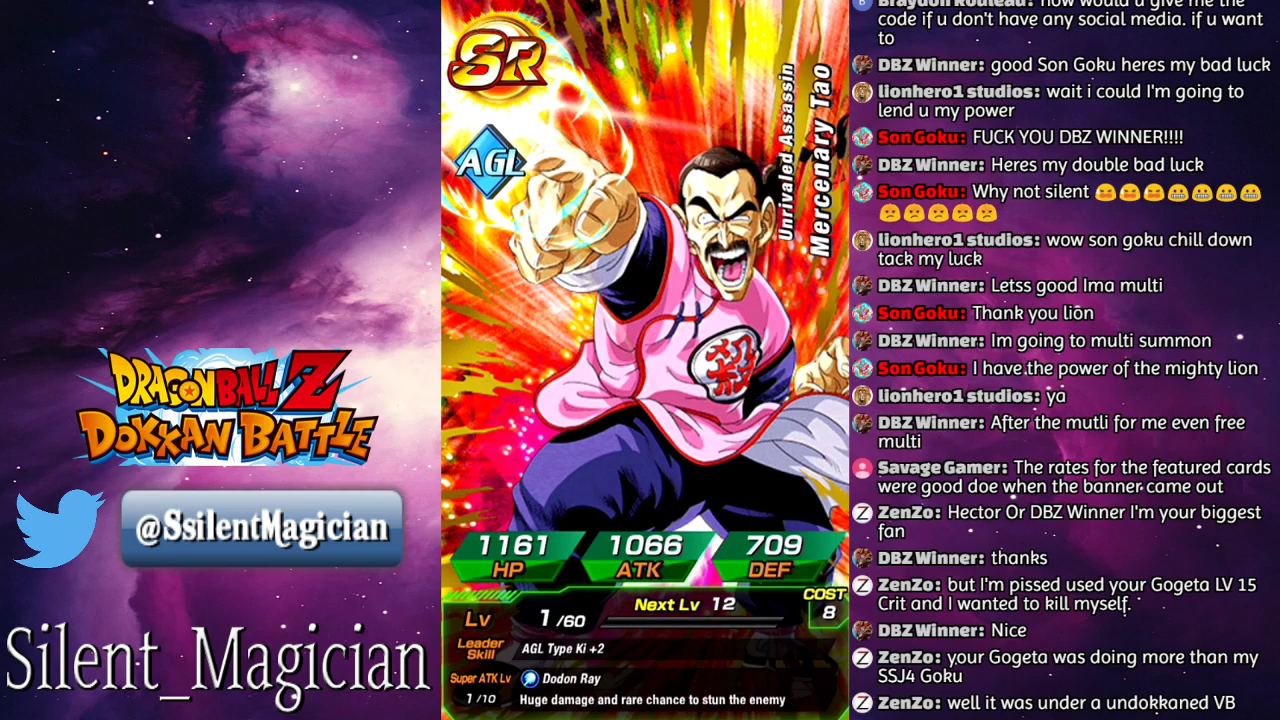 DRAGON BALL Z
DOKKAN BATTLE
@SsilentMagician
Silent_Magician
SR
AGL
Unrivaled Assassin
Mercenary Tao
殺
1161
HP
1066
ATK
709
DEF
COST
8
Next Lv 12
Lv 1/60
Leader Skill AGL Type Ki +2
Super ATK Lv Dodon Ray
1/10 Huge damage and rare chance to stun the enemy
Braydon Rouleau: how would u give me the
code if u don't have any social media. if u want
to
DBZ Winner: good Son Goku heres my bad luck
lionhero1 studios: wait i could I'm going to
lend u my power
Son Goku: FUCK YOU DBZ WINNER!!!!
DBZ Winner: Heres my double bad luck
Son Goku: Why not silent 😆😆😆😬😬😬😬😬
😡😡😡😡😡
lionhero1 studios: wow son goku chill down
tack my luck
DBZ Winner: Letss good Ima multi
Son Goku: Thank you lion
DBZ Winner: Im going to multi summon
Son Goku: I have the power of the mighty lion
lionhero1 studios: ya
DBZ Winner: After the mutli for me even free
multi
Savage Gamer: The rates for the featured cards
were good doe when the banner came out
ZenZo: Hector Or DBZ Winner I'm your biggest
fan
DBZ Winner: thanks
ZenZo: but I'm pissed used your Gogeta LV 15
Crit and I wanted to kill myself.
DBZ Winner: Nice
ZenZo: your Gogeta was doing more than my
SSJ4 Goku
ZenZo: well it was under a undokkaned VB